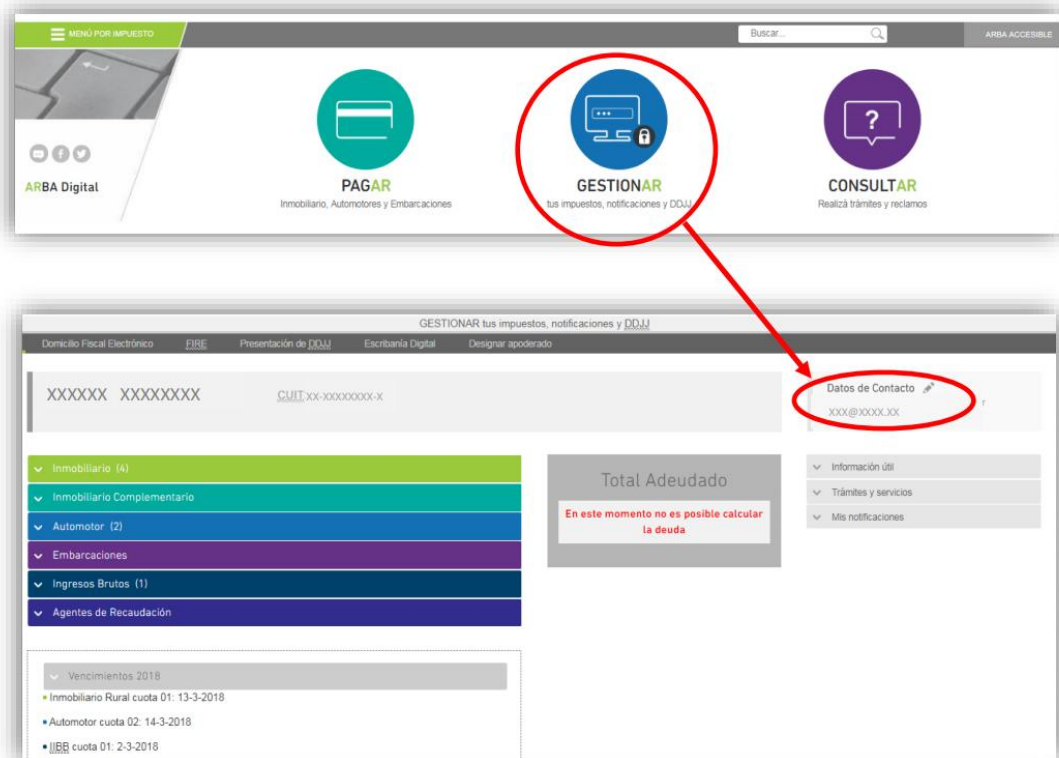 MENÚ POR IMPUESTO
Buscar...
ARBA ACCESIBLE
?
ARBA Digital
PAGAR
GESTIONAR
CONSULTAR
Inmobiliario, Automotores y Embarcaciones
tus impuestos, notificaciones y DDJJ
Realizá trámites y reclamos
GESTIONAR tus impuestos, notificaciones y DDJJ
Domicilio Fiscal Electrónico FIRE Presentación de DDJJ Escribanía Digital Designar apoderado
XXXXXX XXXXXXXX
CUIT:XX-XXXXXXXX-X
Datos de Contacto
XXX@XXXX.XX
r
Inmobiliario (4)
Inmobiliario Complementario
Automotor (2)
Embarcaciones
Ingresos Brutos (1)
Agentes de Recaudación
Total Adeudado
En este momento no es posible calcular
la deuda
Información útil
Trámites y servicios
Mis notificaciones
Vencimientos 2018
Inmobiliario Rural cuota 01: 13-3-2018
Automotor cuota 02: 14-3-2018
IIBB cuota 01: 2-3-2018